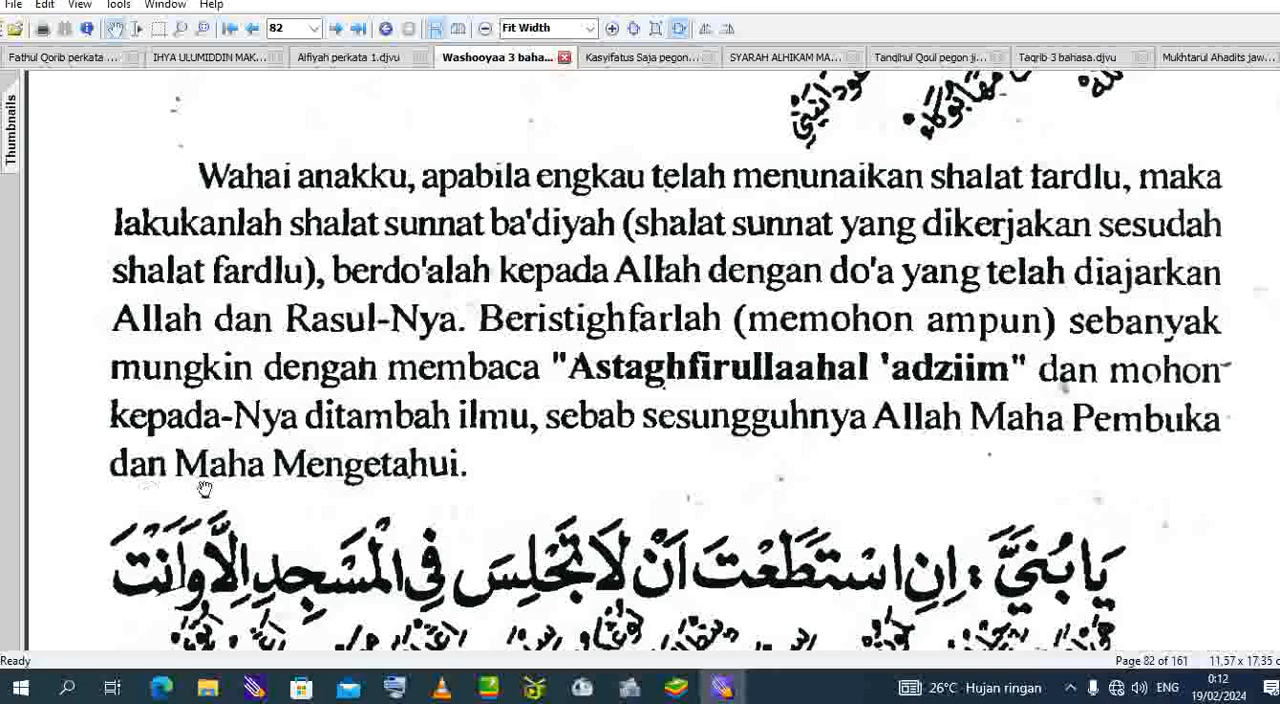 File Edit View Tools Window Help
82 Fit Width
Fathul Qorib perkata ... IHYA ULUMIDDIN MAK... Alfiyah perkata 1.djvu Washooyaa 3 baha... Kasyifatus Saja pegon... SYARAH ALHIKAM MA... Tanqihul Qoul pegon ji... Taqrib 3 bahasa.djvu Mukhtarul Ahadits jaw...
Thumbnails
Wahai anakku, apabila engkau telah menunaikan shalat fardlu, maka
lakukanlah shalat sunnat ba'diyah (shalat sunnat yang dikerjakan sesudah
shalat fardlu), berdo'alah kepada Allah dengan do'a yang telah diajarkan
Allah dan Rasul-Nya. Beristighfarlah (memohon ampun) sebanyak
mungkin dengan membaca "Astaghfirullaahal 'adziim" dan mohon
kepada-Nya ditambah ilmu, sebab sesungguhnya Allah Maha Pembuka
dan Maha Mengetahui.
يَا بُنَيَّ : اِنِ اسْتَطَعْتَ اَنْ لَا تَجْلِسَ فِى الْمَسْجِدِ اِلَّا وَاَنْتَ
Ready Page 82 of 161 11.57 x 17.35
26°C Hujan ringan ENG 0:12
19/02/2024